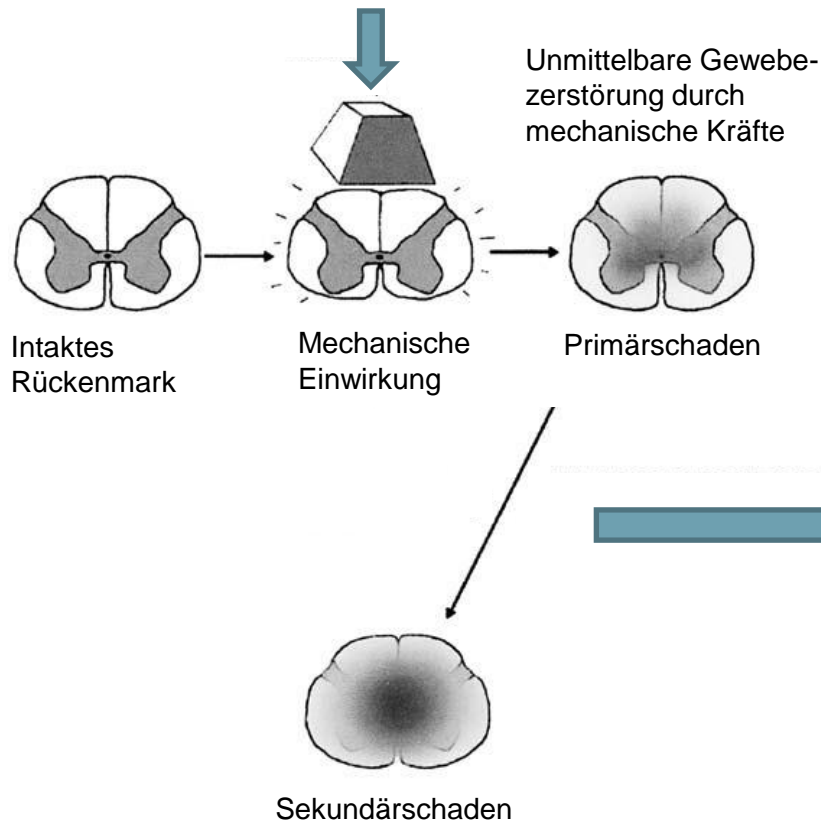 Unmittelbare Gewebe-
zerstörung durch
mechanische Kräfte
Intaktes
Rückenmark
Mechanische
Einwirkung
Primärschaden
Sekundärschaden